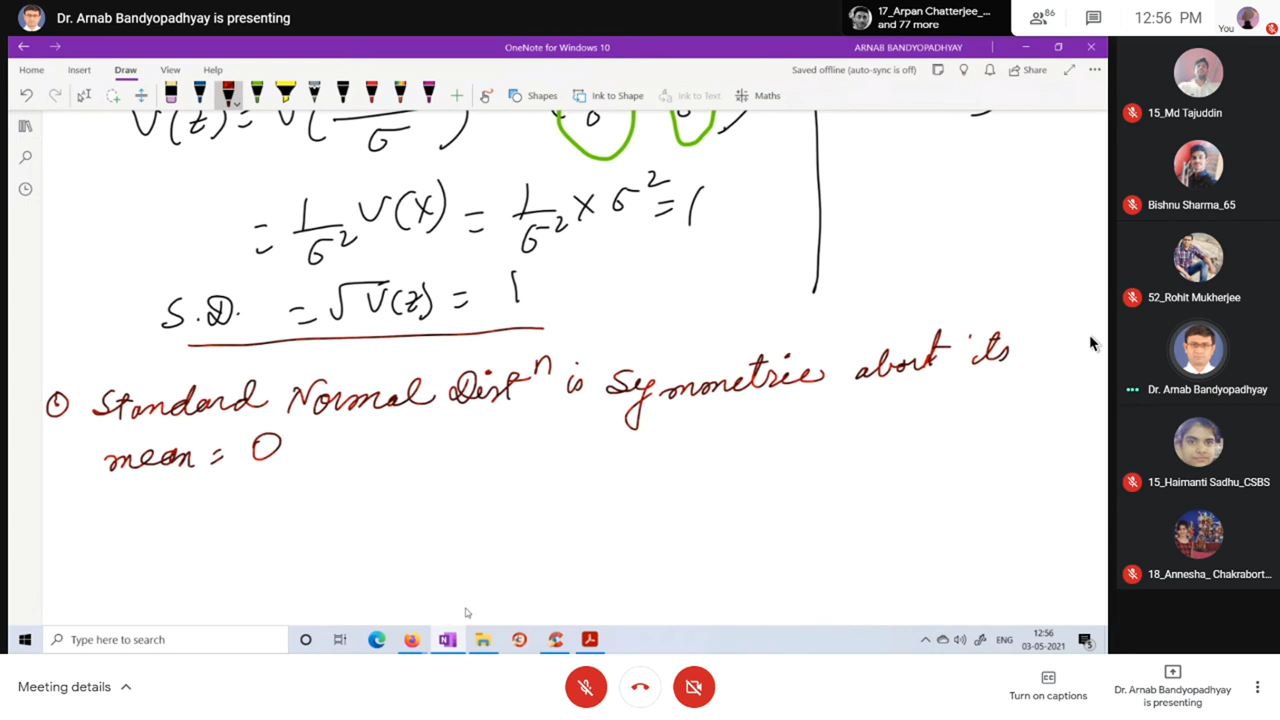 Dr. Arnab Bandyopadhyay is presenting
17_Arpan Chatterjee_...
and 77 more
86
12:56 PM
You
OneNote for Windows 10
ARNAB BANDYOPADHYAY
Home Insert Draw View Help
Saved offline (auto-sync is off)
Share
Shapes
Ink to Shape
Ink to Text
Maths
V(z) = V( / σ )
= 1/σ² V(X) = 1/σ² × σ² = 1
S.D. = √V(z) = 1
Standard Normal Distⁿ is symmetric about its
mean = 0
15_Md Tajuddin
Bishnu Sharma_65
52_Rohit Mukherjee
Dr. Arnab Bandyopadhyay
15_Haimanti Sadhu_CSBS
18_Annesha_ Chakrabort...
Type here to search
ENG
12:56
03-05-2021
5
Meeting details
Turn on captions
Dr. Arnab Bandyopadhyay
is presenting